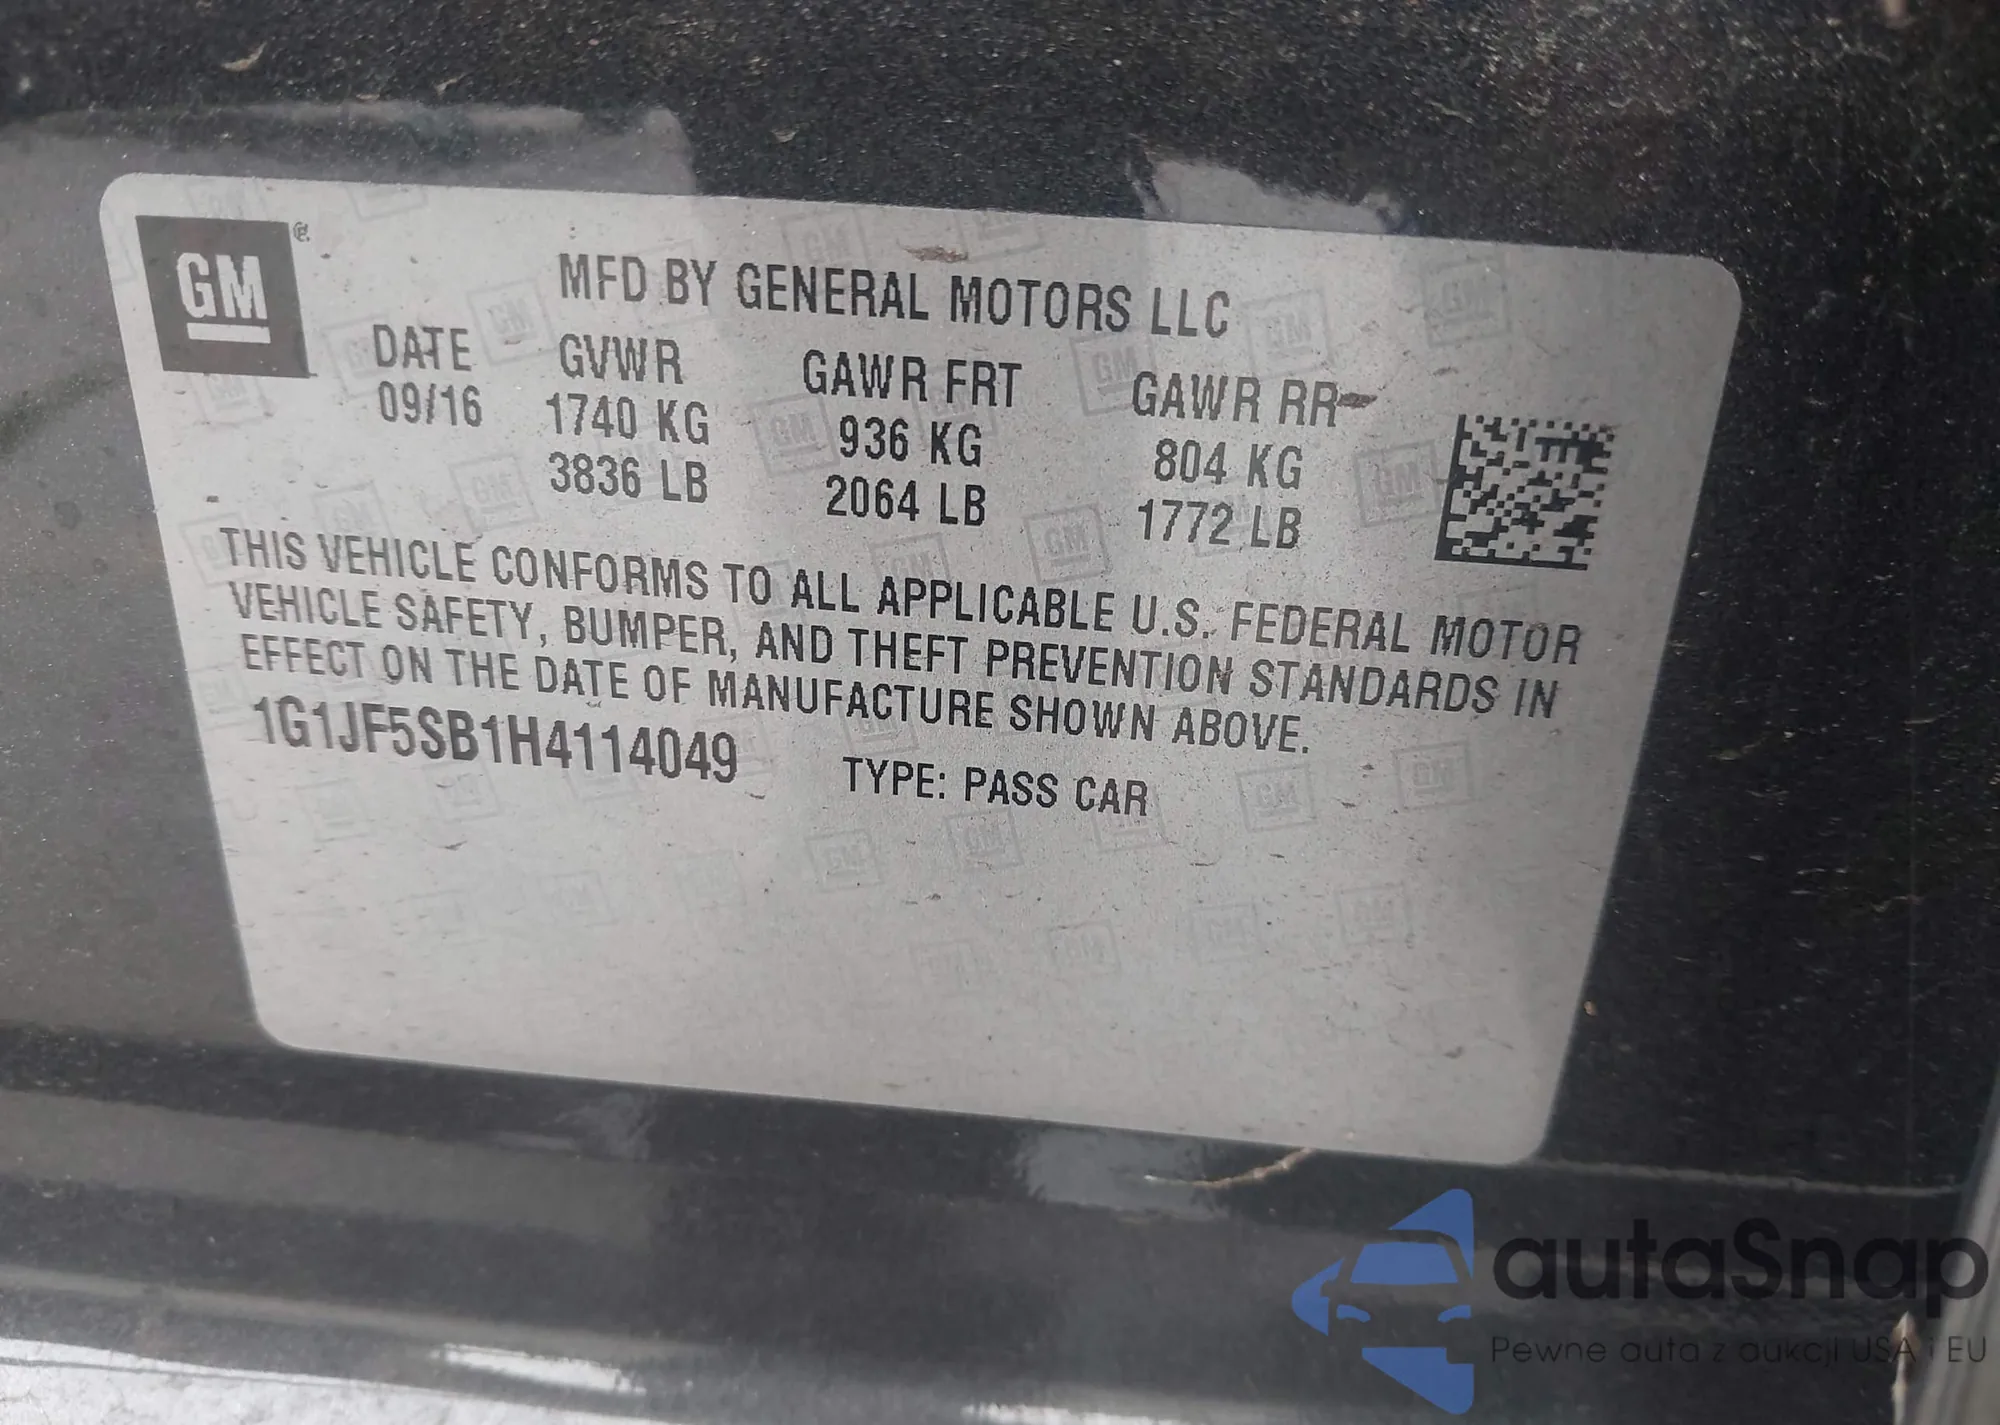 GM
MFD BY GENERAL MOTORS LLC
DATE GVWR GAWR FRT GAWR RR
09/16 1740 KG 936 KG 804 KG
3836 LB 2064 LB 1772 LB
THIS VEHICLE CONFORMS TO ALL APPLICABLE U.S. FEDERAL MOTOR
VEHICLE SAFETY, BUMPER, AND THEFT PREVENTION STANDARDS IN
EFFECT ON THE DATE OF MANUFACTURE SHOWN ABOVE.
1G1JF5SB1H4114049 TYPE: PASS CAR
autaSnap
Pewne auta z aukcji USA i EU